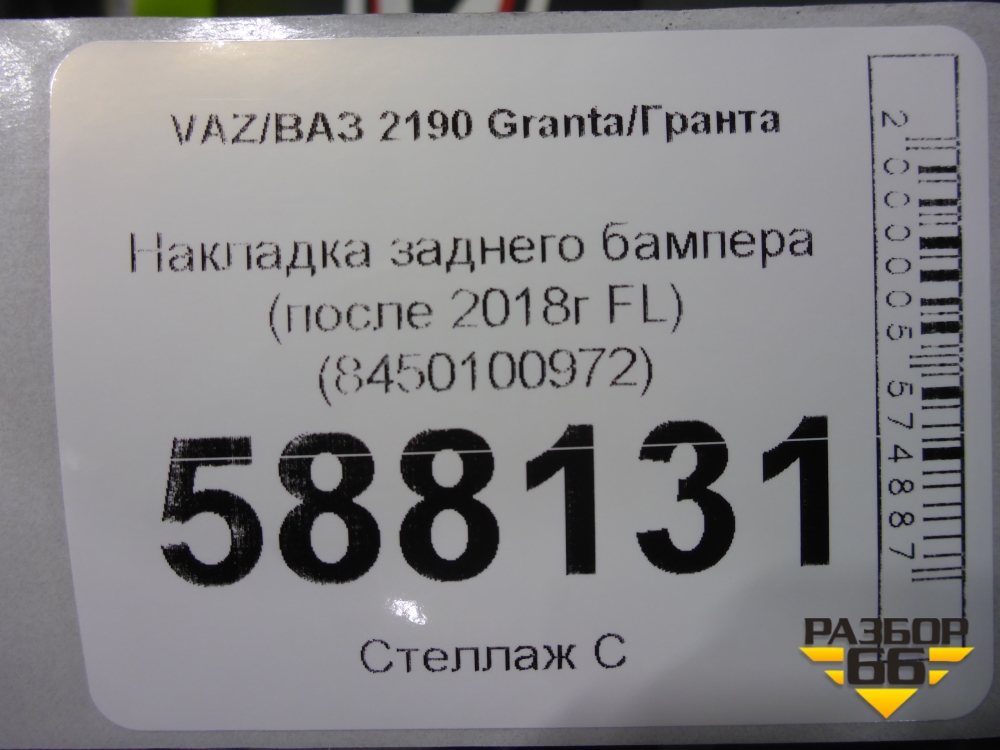 VAZ/ВАЗ 2190 Granta/Гранта
Накладка заднего бампера
(после 2018г FL)
(8450100972)
588131
Стеллаж С
2000005574887
РАЗБОР
66